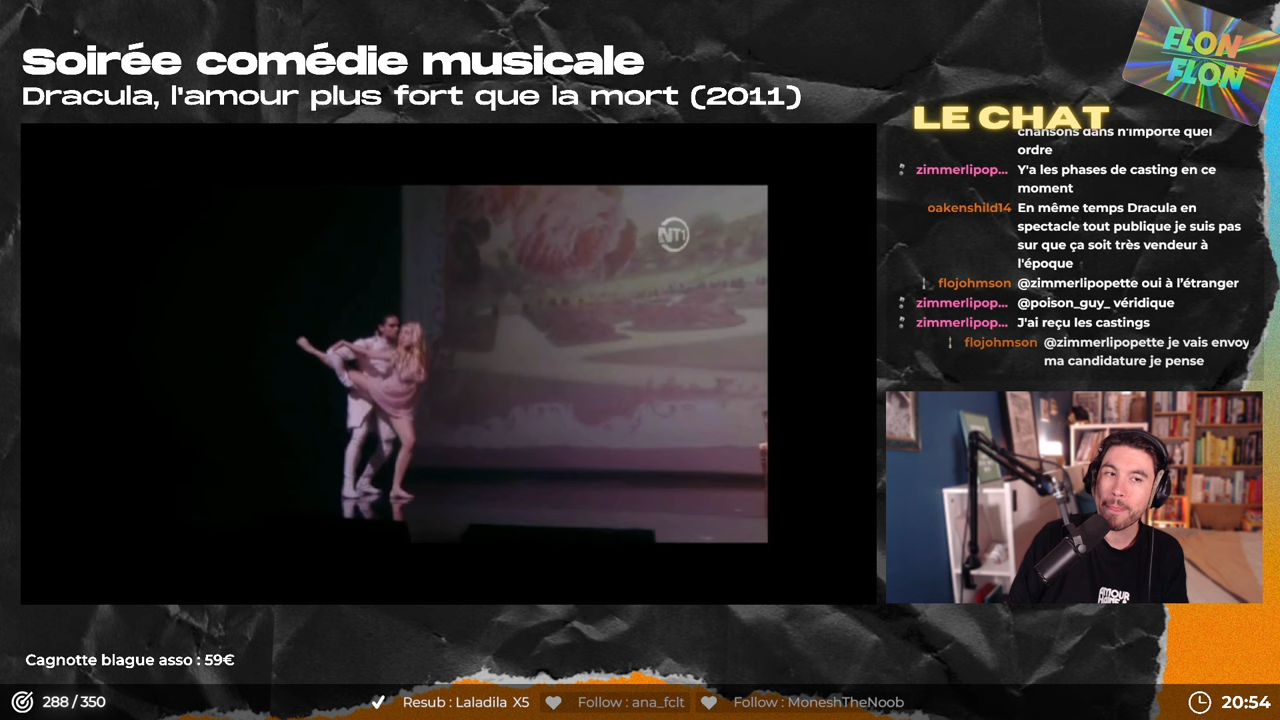 Soirée comédie musicale
Dracula, l'amour plus fort que la mort (2011)
FLON
FLON
LE CHAT
chansons dans n'importe quel
ordre
zimmerlipop... Y'a les phases de casting en ce
moment
oakenshild14 En même temps Dracula en
spectacle tout publique je suis pas
sur que ça soit très vendeur à
l'époque
flojohmson @zimmerlipopette oui à l'étranger
zimmerlipop... @poison_guy_ véridique
zimmerlipop... J'ai reçu les castings
flojohmson @zimmerlipopette je vais envoy
ma candidature je pense
NT1
AMOUR
Cagnotte blague asso : 59€
288 / 350
Resub : Laladila X5
Follow : ana_fclt
Follow : MoneshTheNoob
20:54